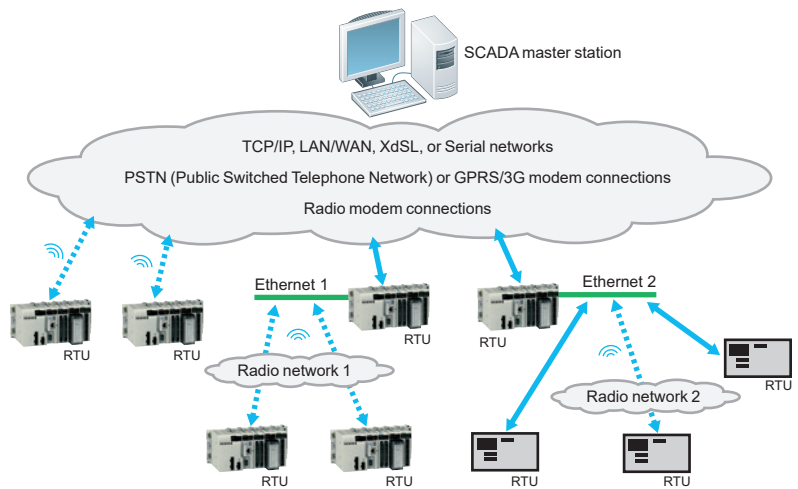 SCADA master station
TCP/IP, LAN/WAN, XdSL, or Serial networks
PSTN (Public Switched Telephone Network) or GPRS/3G modem connections
Radio modem connections
Ethernet 1
Ethernet 2
RTU
RTU
RTU
RTU
Radio network 1
RTU
Radio network 2
RTU
RTU
RTU
RTU